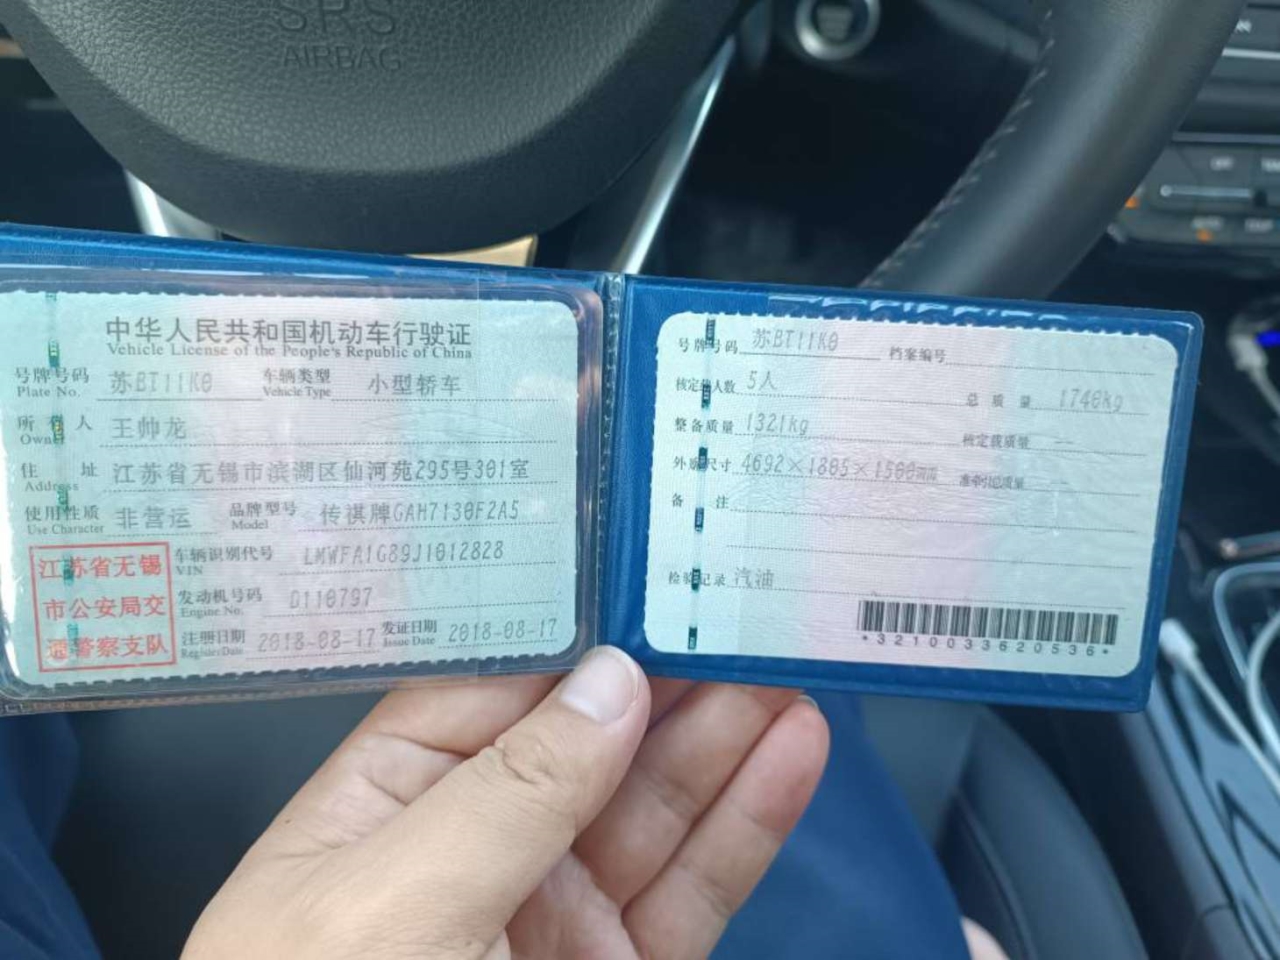 SRS
AIRBAG
中华人民共和国机动车行驶证
Vehicle License of the People's Republic of China
号牌号码 苏BT11K0 车辆类型 小型轿车
Plate No. Vehicle Type
所有人 王帅龙
Owner
住址 江苏省无锡市滨湖区仙河苑295号301室
Address
使用性质 非营运 品牌型号 传祺牌GAH7130F2A5
Use Character Model
车辆识别代号 LMWFA1G89J1012828
VIN
发动机号码 0110797
Engine No.
注册日期 2018-08-17 发证日期 2018-08-17
Register Date Issue Date
江苏省无锡
市公安局交
通警察支队
号牌号码 苏BT11K0 档案编号
核定载人数 5人 总质量 1740kg
整备质量 1321kg 核定载质量 --
外廓尺寸 4692×1805×1500mm 准牵引总质量 --
备注
检验记录 汽油
*3210033620536*
OFF